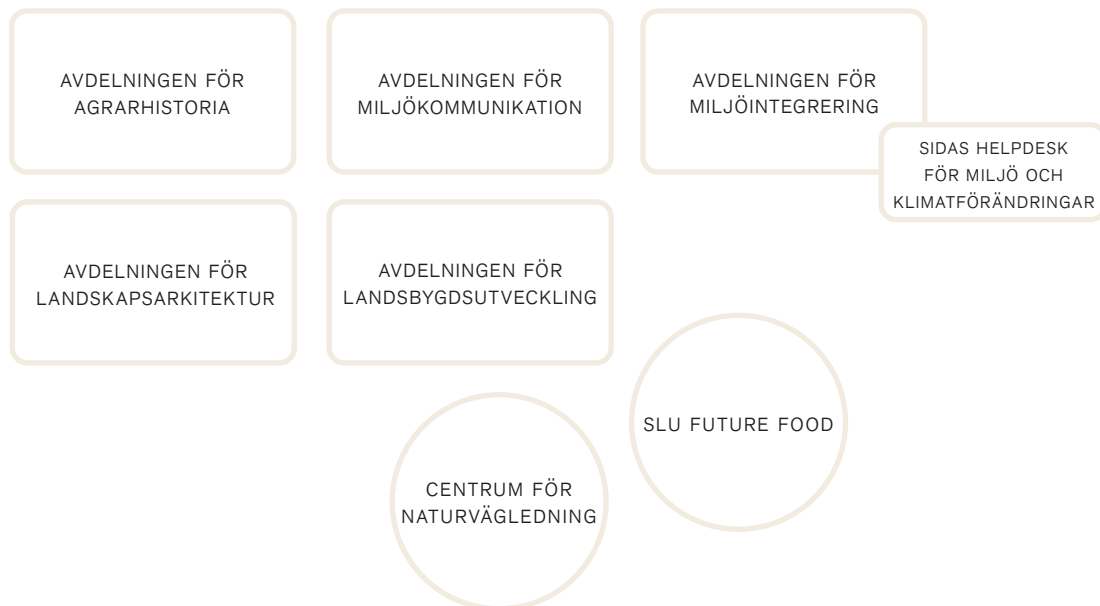 AVDELNINGEN FÖR
AGRARHISTORIA
AVDELNINGEN FÖR
MILJÖKOMMUNIKATION
AVDELNINGEN FÖR
MILJÖINTEGRERING
SIDAS HELPDESK
FÖR MILJÖ OCH
KLIMATFÖRÄNDRINGAR
AVDELNINGEN FÖR
LANDSKAPSARKITEKTUR
AVDELNINGEN FÖR
LANDSBYGDSUTVECKLING
SLU FUTURE FOOD
CENTRUM FÖR
NATURVÄGLEDNING